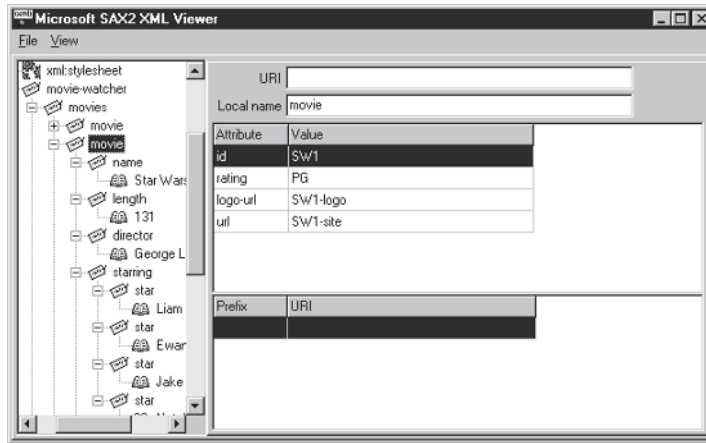 Microsoft SAX2 XML Viewer
File View
xml:stylesheet
movie-watcher
movies
movie
movie
name
Star Wars
length
131
director
George L
starring
star
Liam
star
Ewar
star
Jake
star
URI
Local name movie
Attribute Value
id SW1
rating PG
logo-url SW1-logo
url SW1-site
Prefix URI